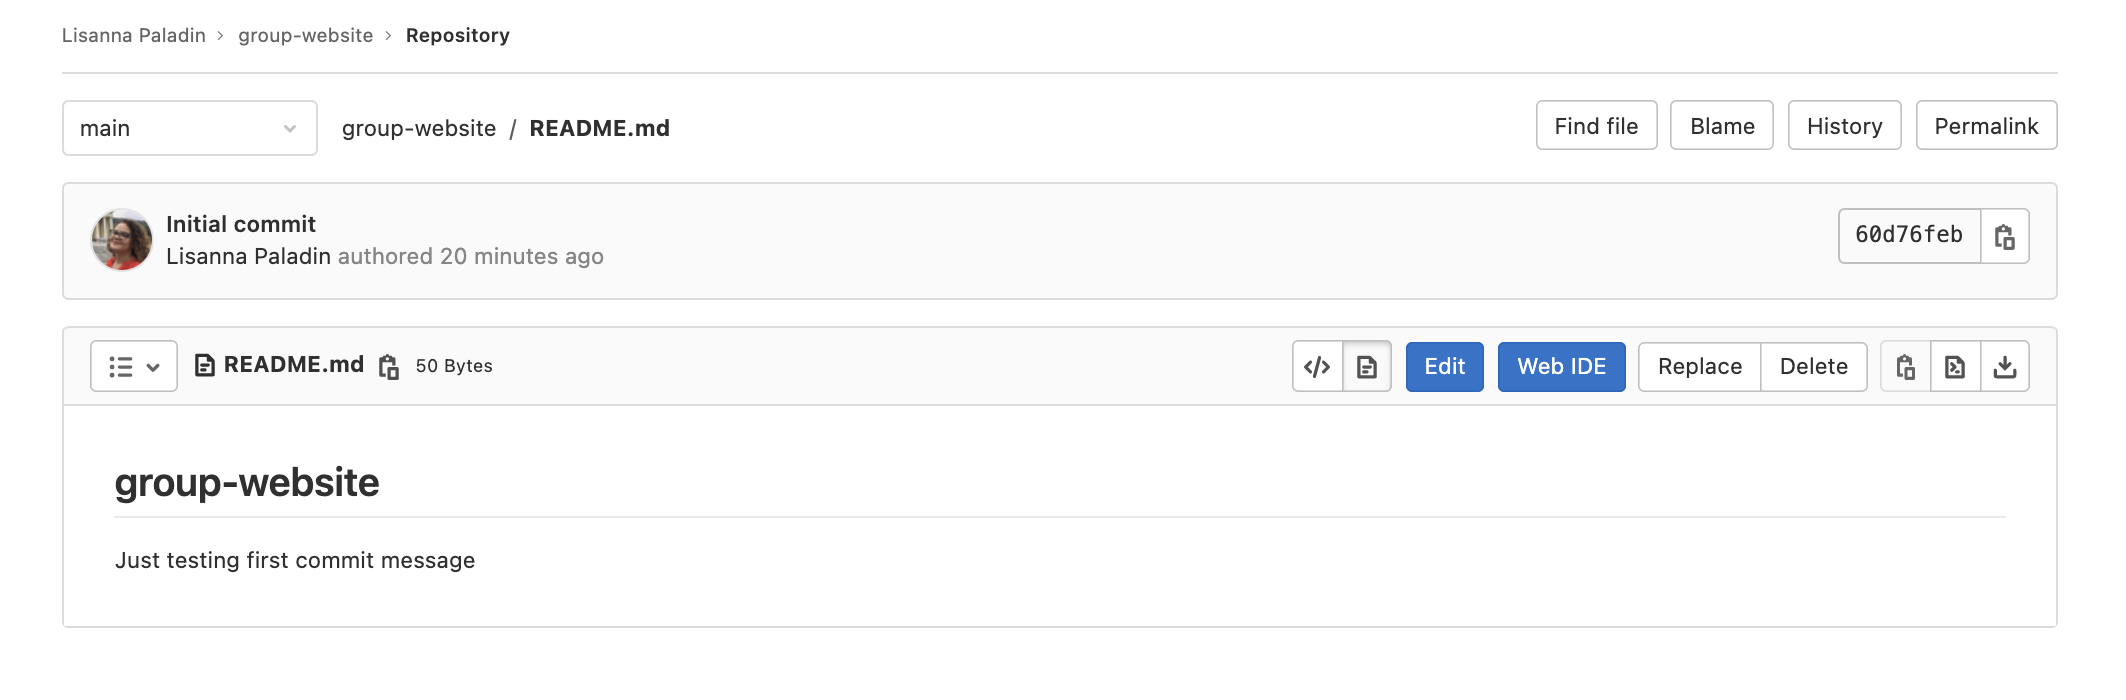 Lisanna Paladin > group-website > Repository
main
group-website / README.md
Find file
Blame
History
Permalink
Initial commit
Lisanna Paladin authored 20 minutes ago
60d76feb
README.md 50 Bytes
</>
Edit
Web IDE
Replace
Delete
group-website
Just testing first commit message